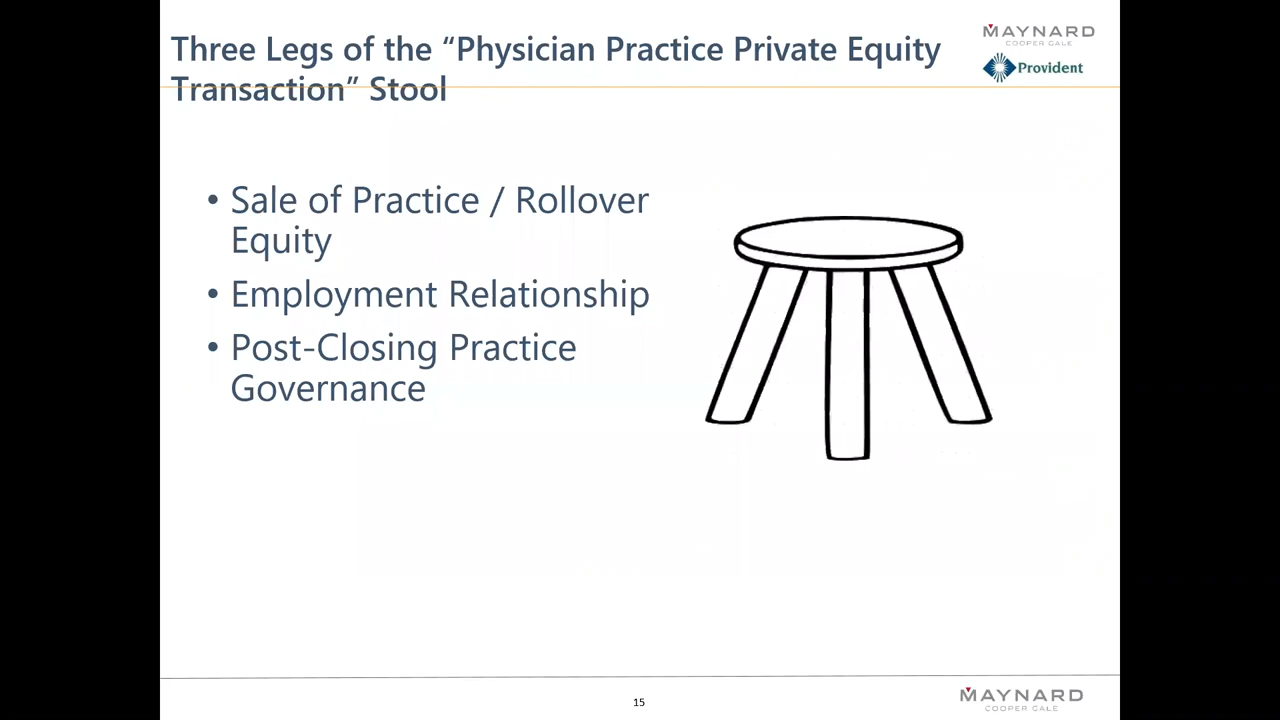 Three Legs of the “Physician Practice Private Equity
Transaction” Stool
MAYNARD
COOPER GALE
Provident
• Sale of Practice / Rollover
Equity
• Employment Relationship
• Post-Closing Practice
Governance
15
MAYNARD
COOPER GALE